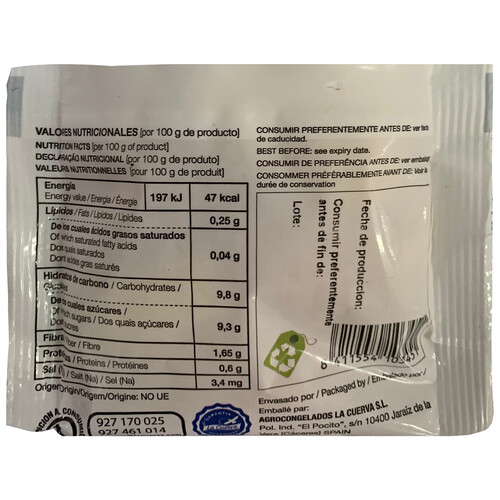 VALORES NUTRICIONALES [por 100 g de producto]
NUTRITION FACTS [per 100 g of product]
DECLARAÇÃO NUTRICIONAL [por 100 g de produto]
VALEURS NUTRITIONNELLES [pour 100 g de produit]
Energía
Energy value / Energia / Énergie 197 kJ 47 kcal
Lípidos / Fats / Lípidos / Lipides 0,25 g
De los cuales ácidos grasos saturados
Of which saturated fatty acids
Dos quais saturados
Dont acides gras saturés 0,04 g
Hidratos de carbono / Carbohydrates /
9,8 g
De los cuales azúcares /
Of which sugars / Dos quais açúcares /
sucres 9,3 g
Fibra / Fibre 1,65 g
Proteínas / Proteins / Protéines 0,6 g
Sal / Salt (Na) / Sel (Na) 3,4 mg
Origen/Origin/Origem/Origine: NO UE
CONSUMIR PREFERENTEMENTE ANTES DE: ver fecha
de caducidad.
BEST BEFORE: see expiry date.
CONSUMIR DE PREFERÊNCIA ANTES DE: ver
CONSOMMER PRÉFÉRABLEMENT AVANT DE: Voir la
durée de conservation
Fecha de produccion:
Consumir preferentemente
antes de fin de:
Lote:
Envasado por / Packaged by /
Emballé par:
AGROCONGELADOS LA CUERVA S.L.
Pol. Ind. "El Pocito", s/n 10400 Jaraíz de la
Vera [Cáceres] SPAIN
927 170 025
927 461 014
GARANTIA
La Cuerva